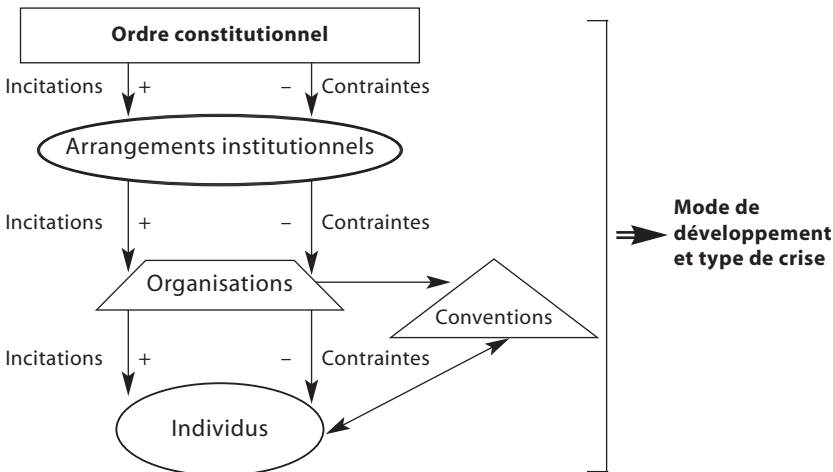 Ordre constitutionnel
Incitations + – Contraintes
Arrangements institutionnels
Incitations + – Contraintes
Mode de
développement
et type de crise
Organisations
Conventions
Incitations + – Contraintes
Individus